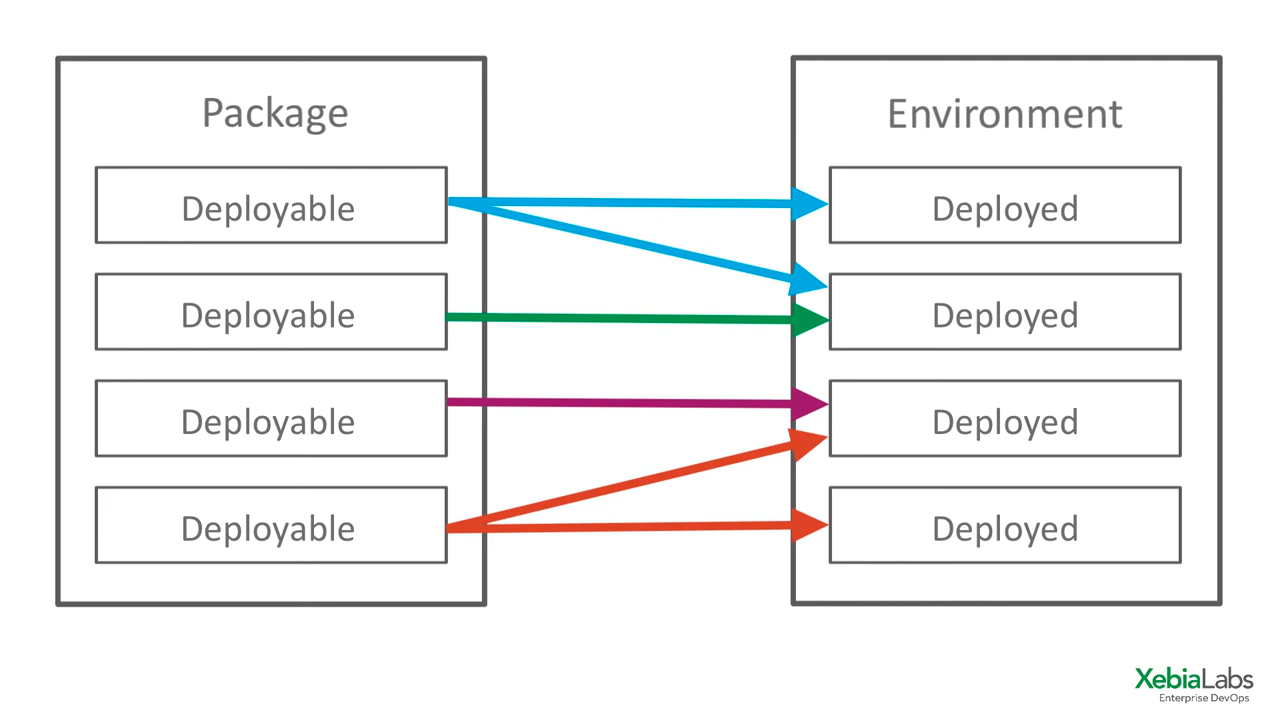 Package
Deployable
Deployable
Deployable
Deployable
Environment
Deployed
Deployed
Deployed
Deployed
XebiaLabs
Enterprise DevOps